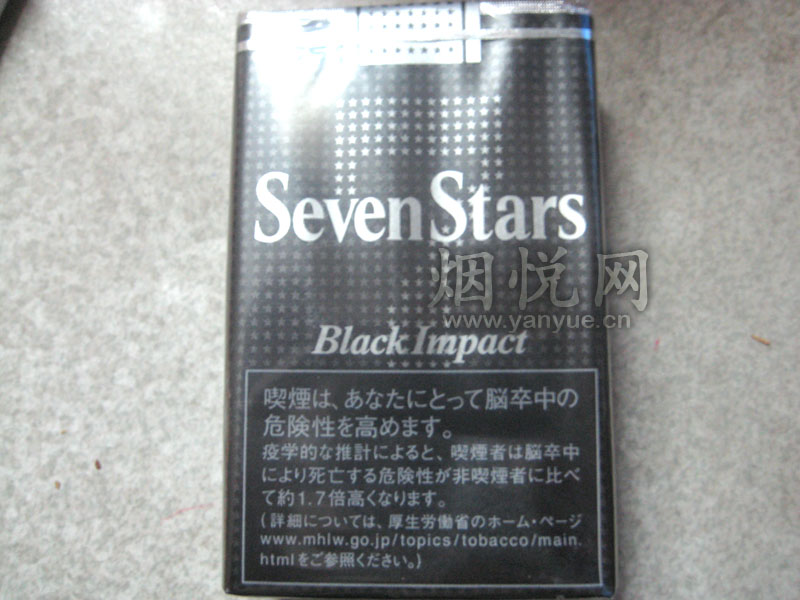 Seven Stars
烟悦网
www.yanyue.cn
Black Impact
喫煙は、あなたにとって脳卒中の
危険性を高めます。
疫学的な推計によると、喫煙者は脳卒中
により死亡する危険性が非喫煙者に比べ
て約1.7倍高くなります。
(詳細については、厚生労働省のホーム・ページ
www.mhlw.go.jp/topics/tobacco/main.
htmlをご参照ください。)